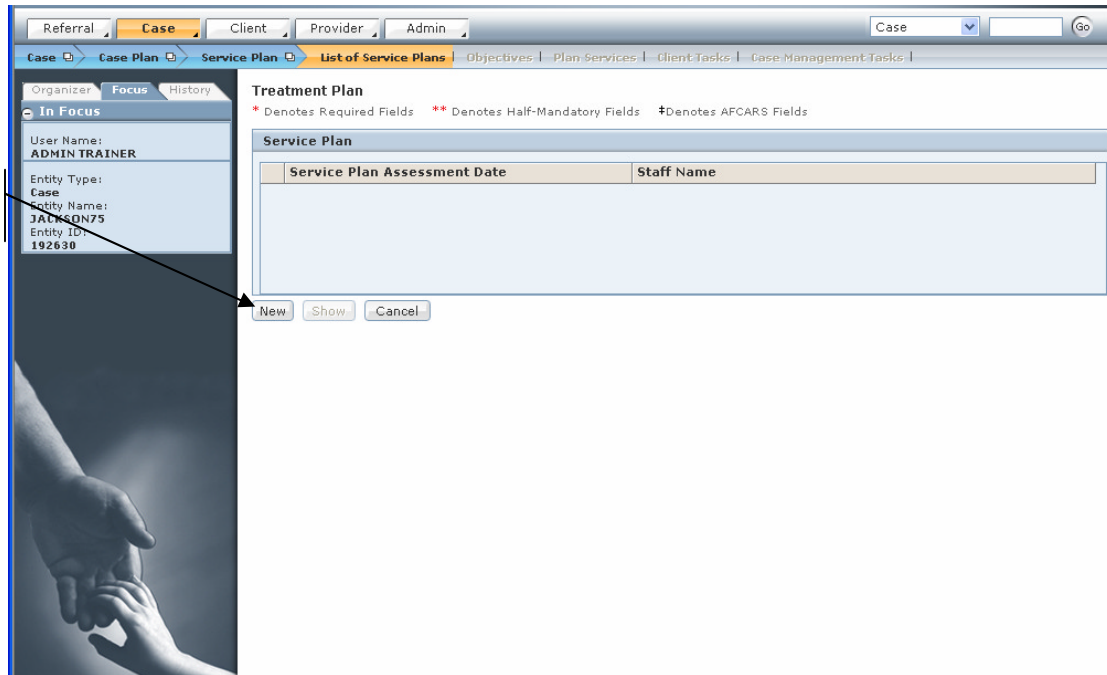 Referral Case Client Provider Admin Case Go
Case Case Plan Service Plan List of Service Plans | Objectives | Plan Services | Client Tasks | Case Management Tasks |
Organizer Focus History
In Focus
User Name:
ADMIN TRAINER
Entity Type:
Case
Entity Name:
JACKSON75
Entity ID:
192630
Treatment Plan
* Denotes Required Fields ** Denotes Half-Mandatory Fields ‡Denotes AFCARS Fields
Service Plan
Service Plan Assessment Date Staff Name
New Show Cancel